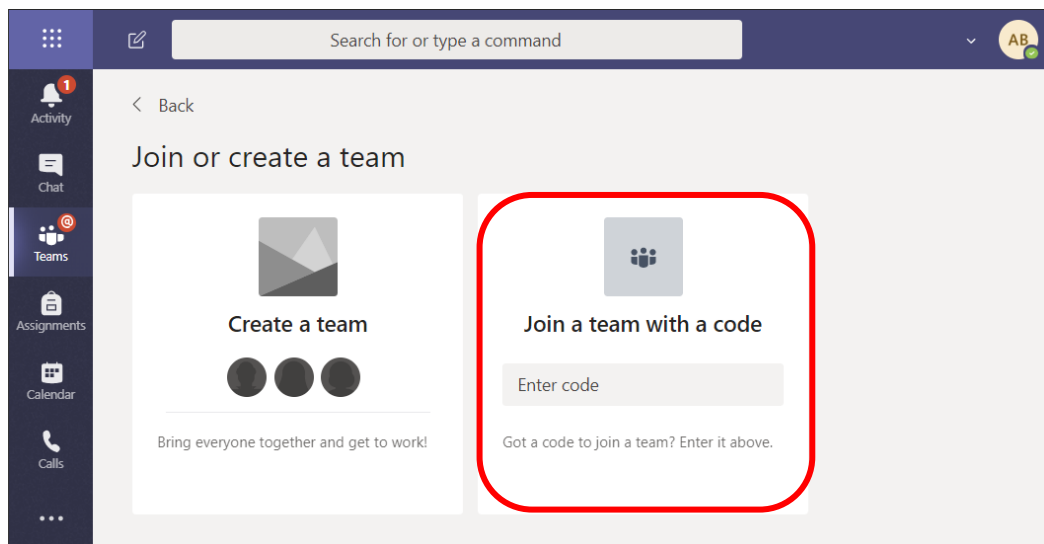 Search for or type a command
AB
1
Activity
Chat
@
Teams
Assignments
Calendar
Calls
Back
Join or create a team
Create a team
Bring everyone together and get to work!
Join a team with a code
Enter code
Got a code to join a team? Enter it above.